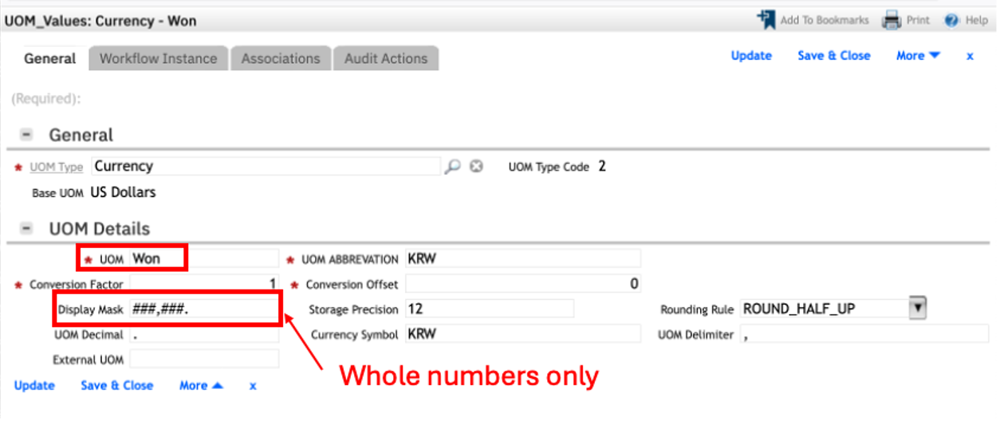 UOM_Values: Currency - Won Add To Bookmarks Print ? Help
General Workflow Instance Associations Audit Actions Update Save & Close More x
(Required):
General
* UOM Type Currency UOM Type Code 2
Base UOM US Dollars
UOM Details
* UOM Won * UOM ABBREVATION KRW
* Conversion Factor 1 * Conversion Offset 0
Display Mask ###,###. Storage Precision 12 Rounding Rule ROUND_HALF_UP
UOM Decimal . Currency Symbol KRW UOM Delimiter ,
External UOM
Whole numbers only
Update Save & Close More x